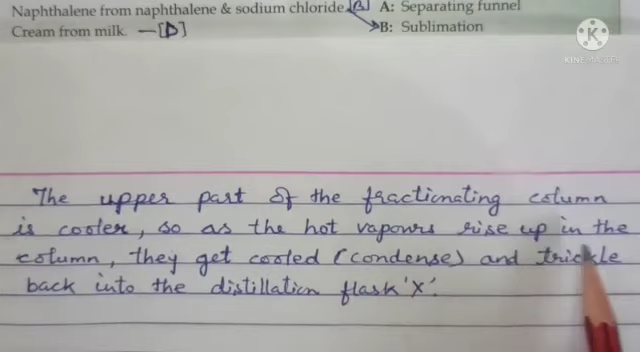 Naphthalene from naphthalene & sodium chloride. [B] A: Separating funnel
Cream from milk. — [D] B: Sublimation
K
KINEMASTER
The upper part of the fractionating column
is cooler, so as the hot vapours rise up in the
column, they get cooled (condense) and trickle
back into the distillation flask 'X'.